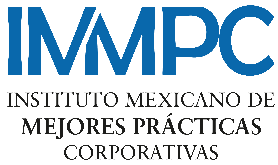 IMMPC
INSTITUTO MEXICANO DE
MEJORES PRÁCTICAS
CORPORATIVAS